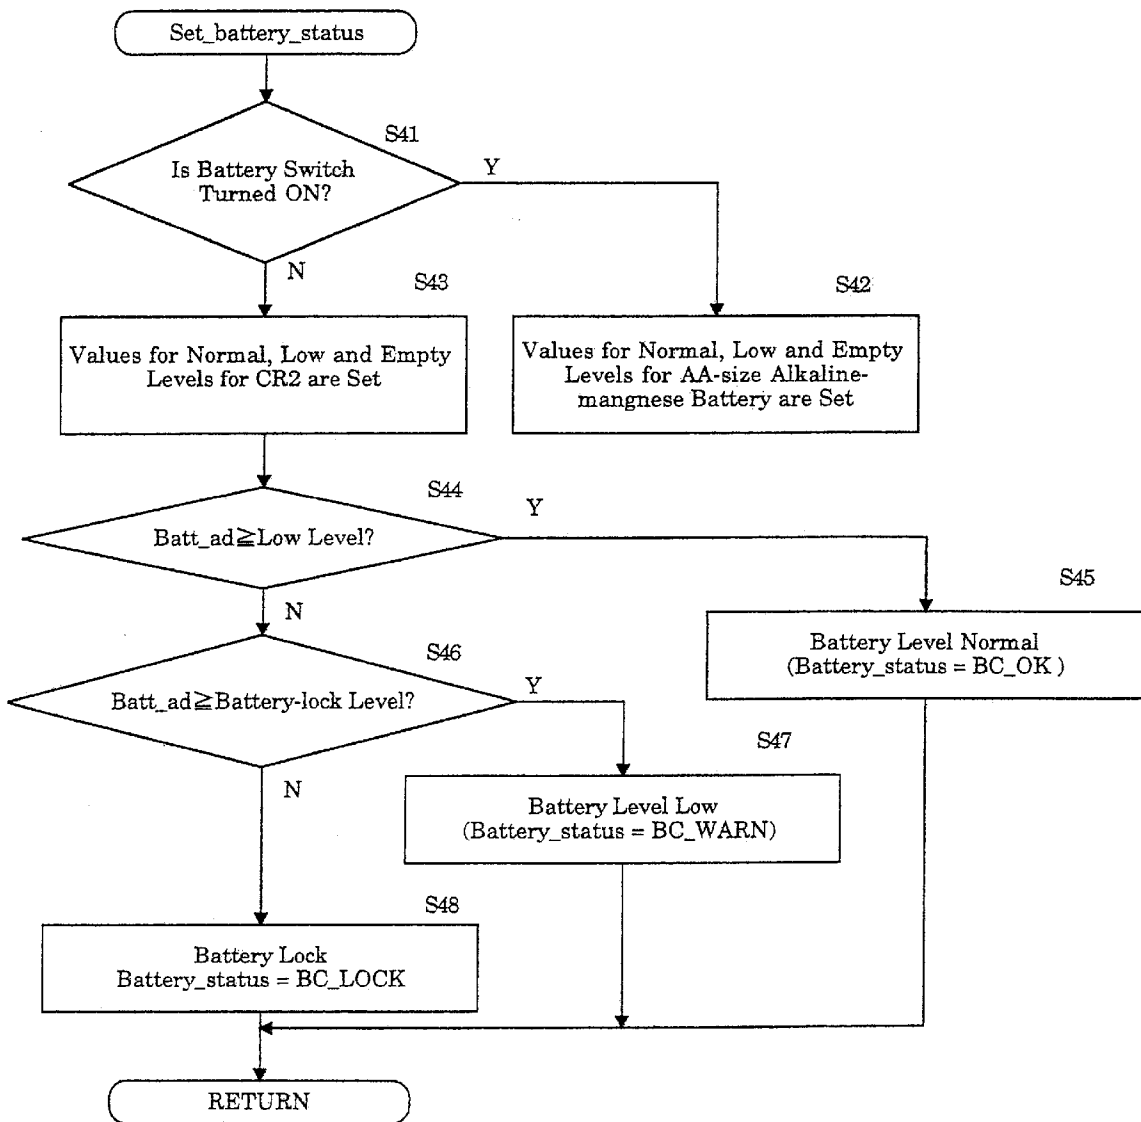 Set_battery_status
S41
Is Battery Switch
Turned ON?
Y
N
S43
S42
Values for Normal, Low and Empty
Levels for CR2 are Set
Values for Normal, Low and Empty
Levels for AA-size Alkaline-
mangnese Battery are Set
S44
Y
Batt_ad≧Low Level?
N
S45
Battery Level Normal
(Battery_status = BC_OK )
S46
Y
Batt_ad≧Battery-lock Level?
N
S47
Battery Level Low
(Battery_status = BC_WARN)
S48
Battery Lock
Battery_status = BC_LOCK
RETURN